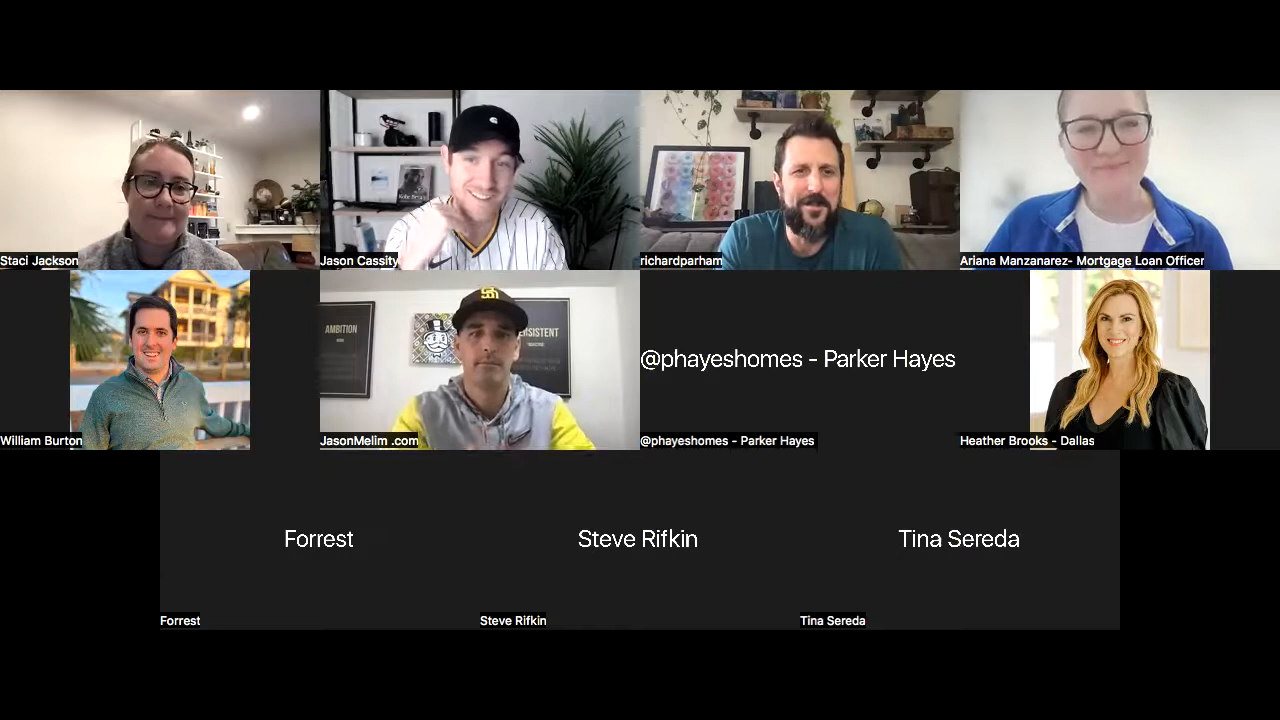 Staci Jackson
Jason Cassity
richardparham
Ariana Manzanarez- Mortgage Loan Officer
AMBITION
PERSISTENT
@phayeshomes - Parker Hayes
William Burton
JasonMelim .com
@phayeshomes - Parker Hayes
Heather Brooks - Dallas
Forrest
Steve Rifkin
Tina Sereda
Forrest
Steve Rifkin
Tina Sereda